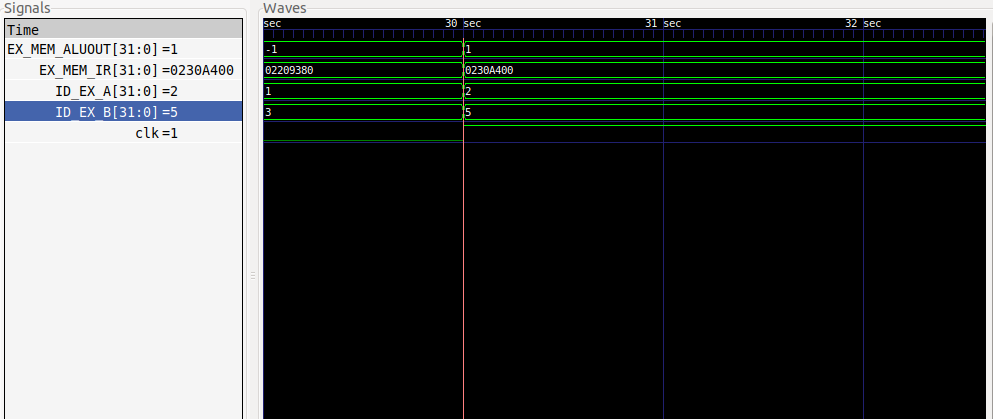 Signals
Time
EX_MEM_ALUOUT[31:0] =1
EX_MEM_IR[31:0] =0230A400
ID_EX_A[31:0] =2
ID_EX_B[31:0] =5
clk =1
Waves
sec 30 sec 31 sec 32 sec
-1 1
02209380 0230A400
1 2
3 5